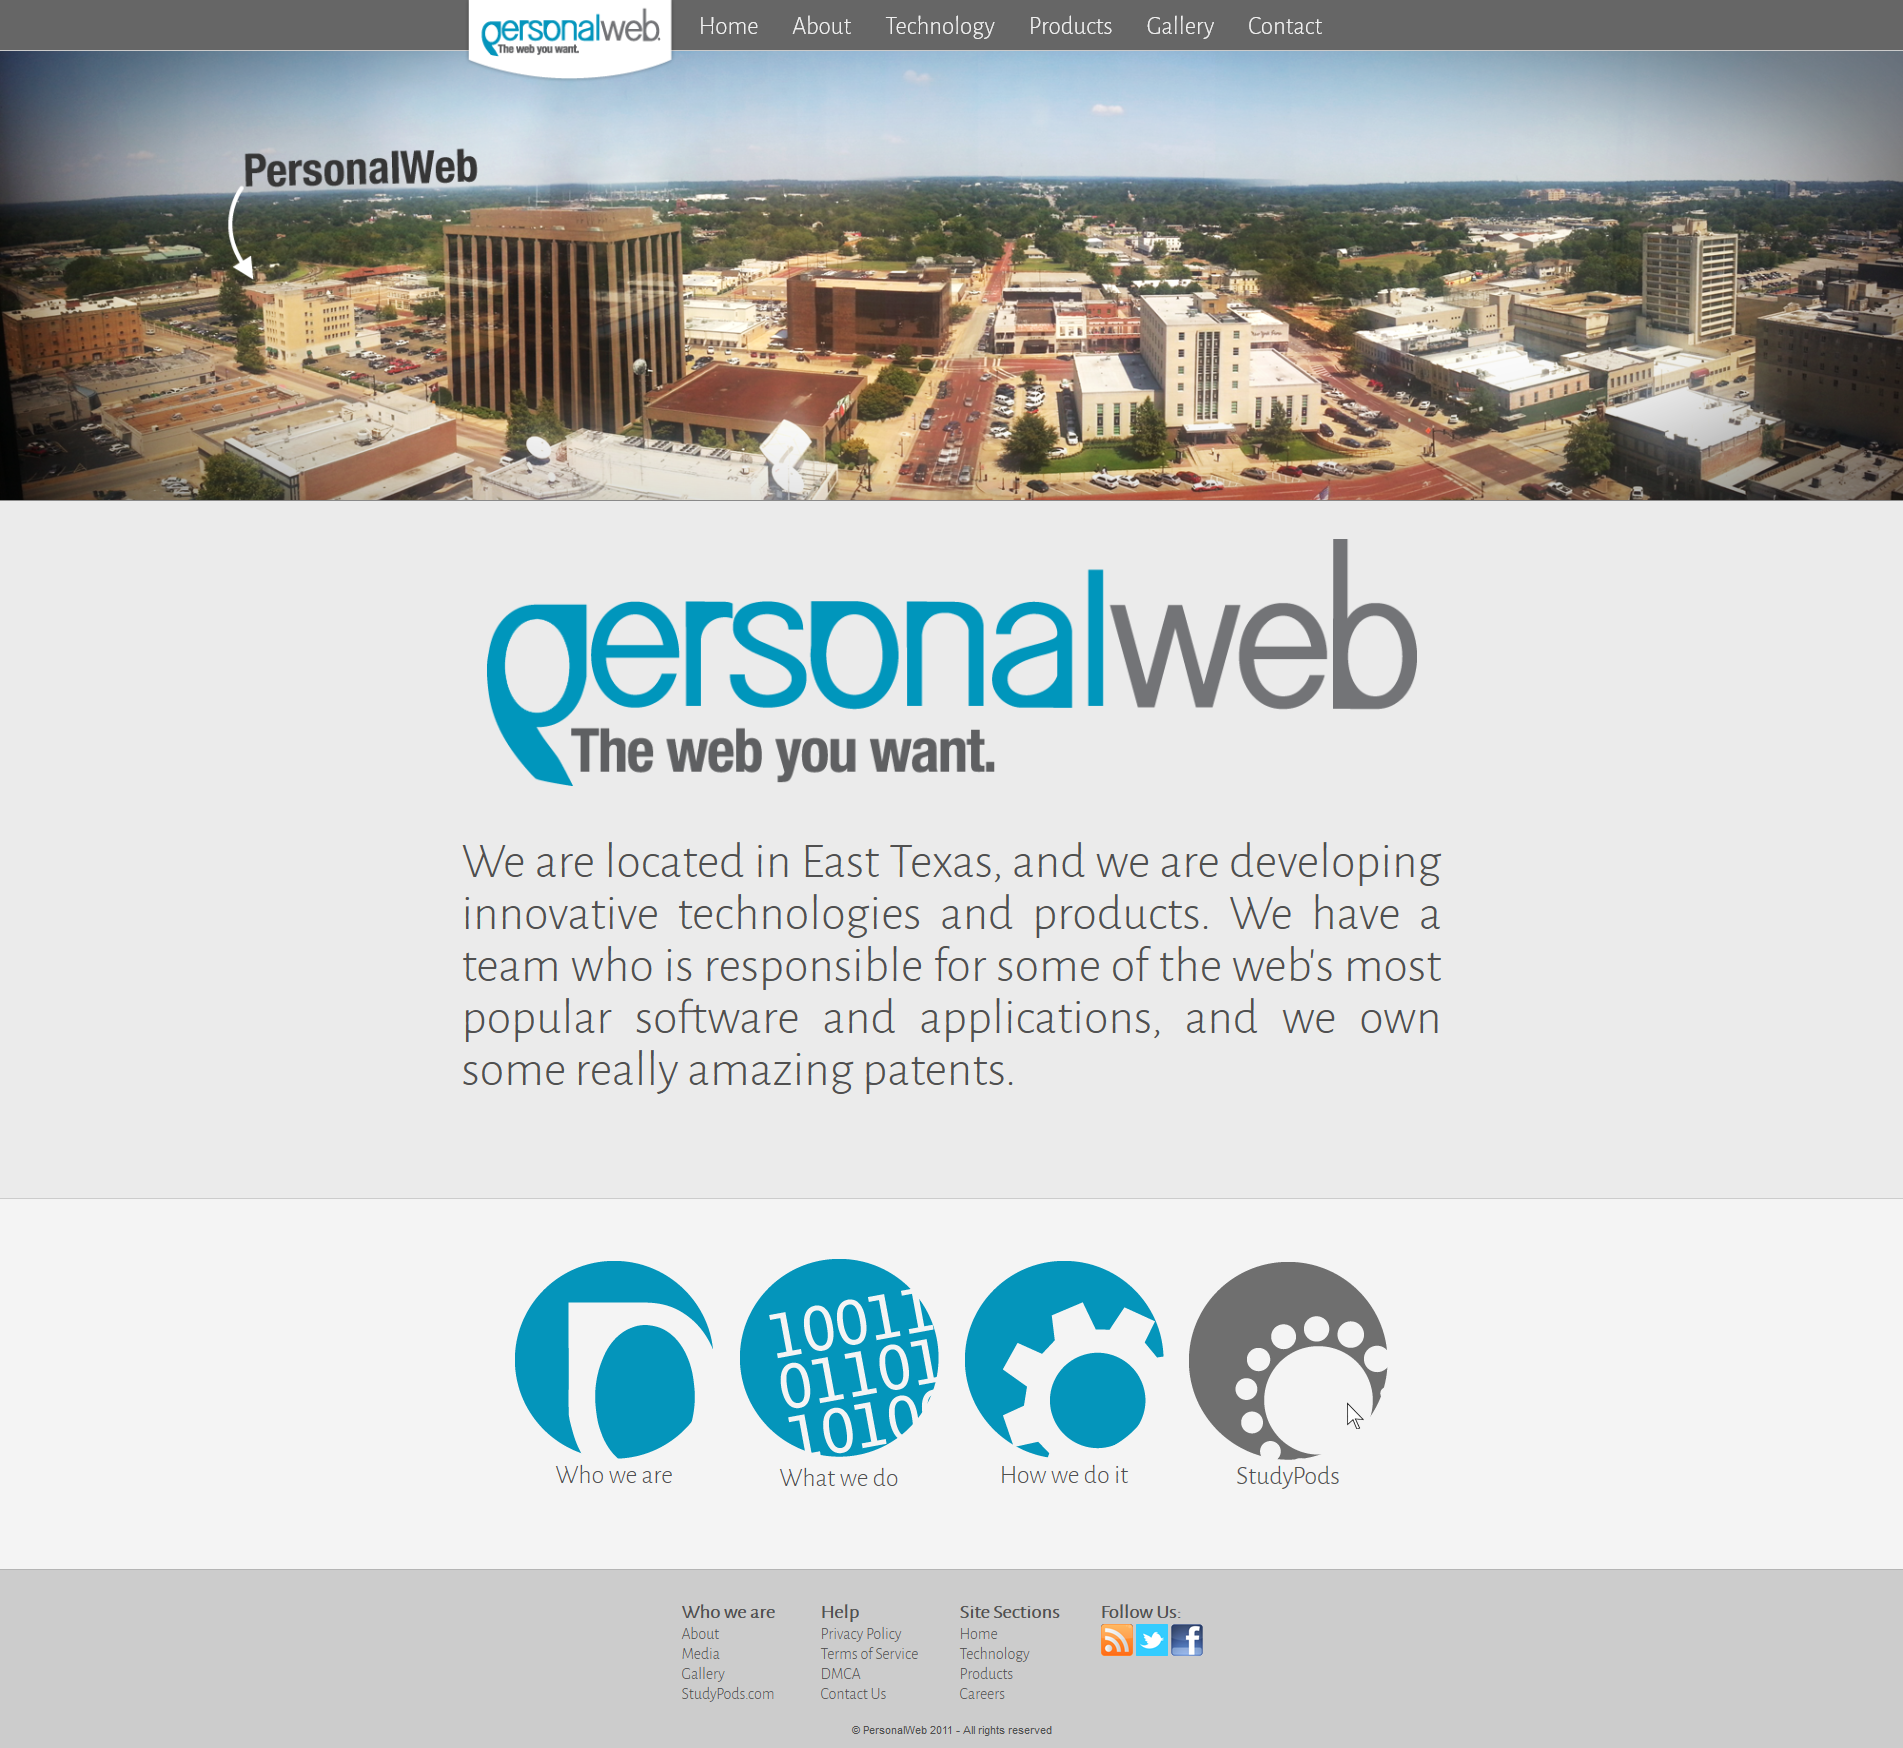 personalweb.
The web you want.
Home About Technology Products Gallery Contact
PersonalWeb
personalweb
The web you want.
We are located in East Texas, and we are developing
innovative technologies and products. We have a
team who is responsible for some of the web's most
popular software and applications, and we own
some really amazing patents.
10011
01101
1010
Who we are
What we do
How we do it
StudyPods
Who we are
About
Media
Gallery
StudyPods.com
Help
Privacy Policy
Terms of Service
DMCA
Contact Us
Site Sections
Home
Technology
Products
Careers
Follow Us:
© PersonalWeb 2011 - All rights reserved